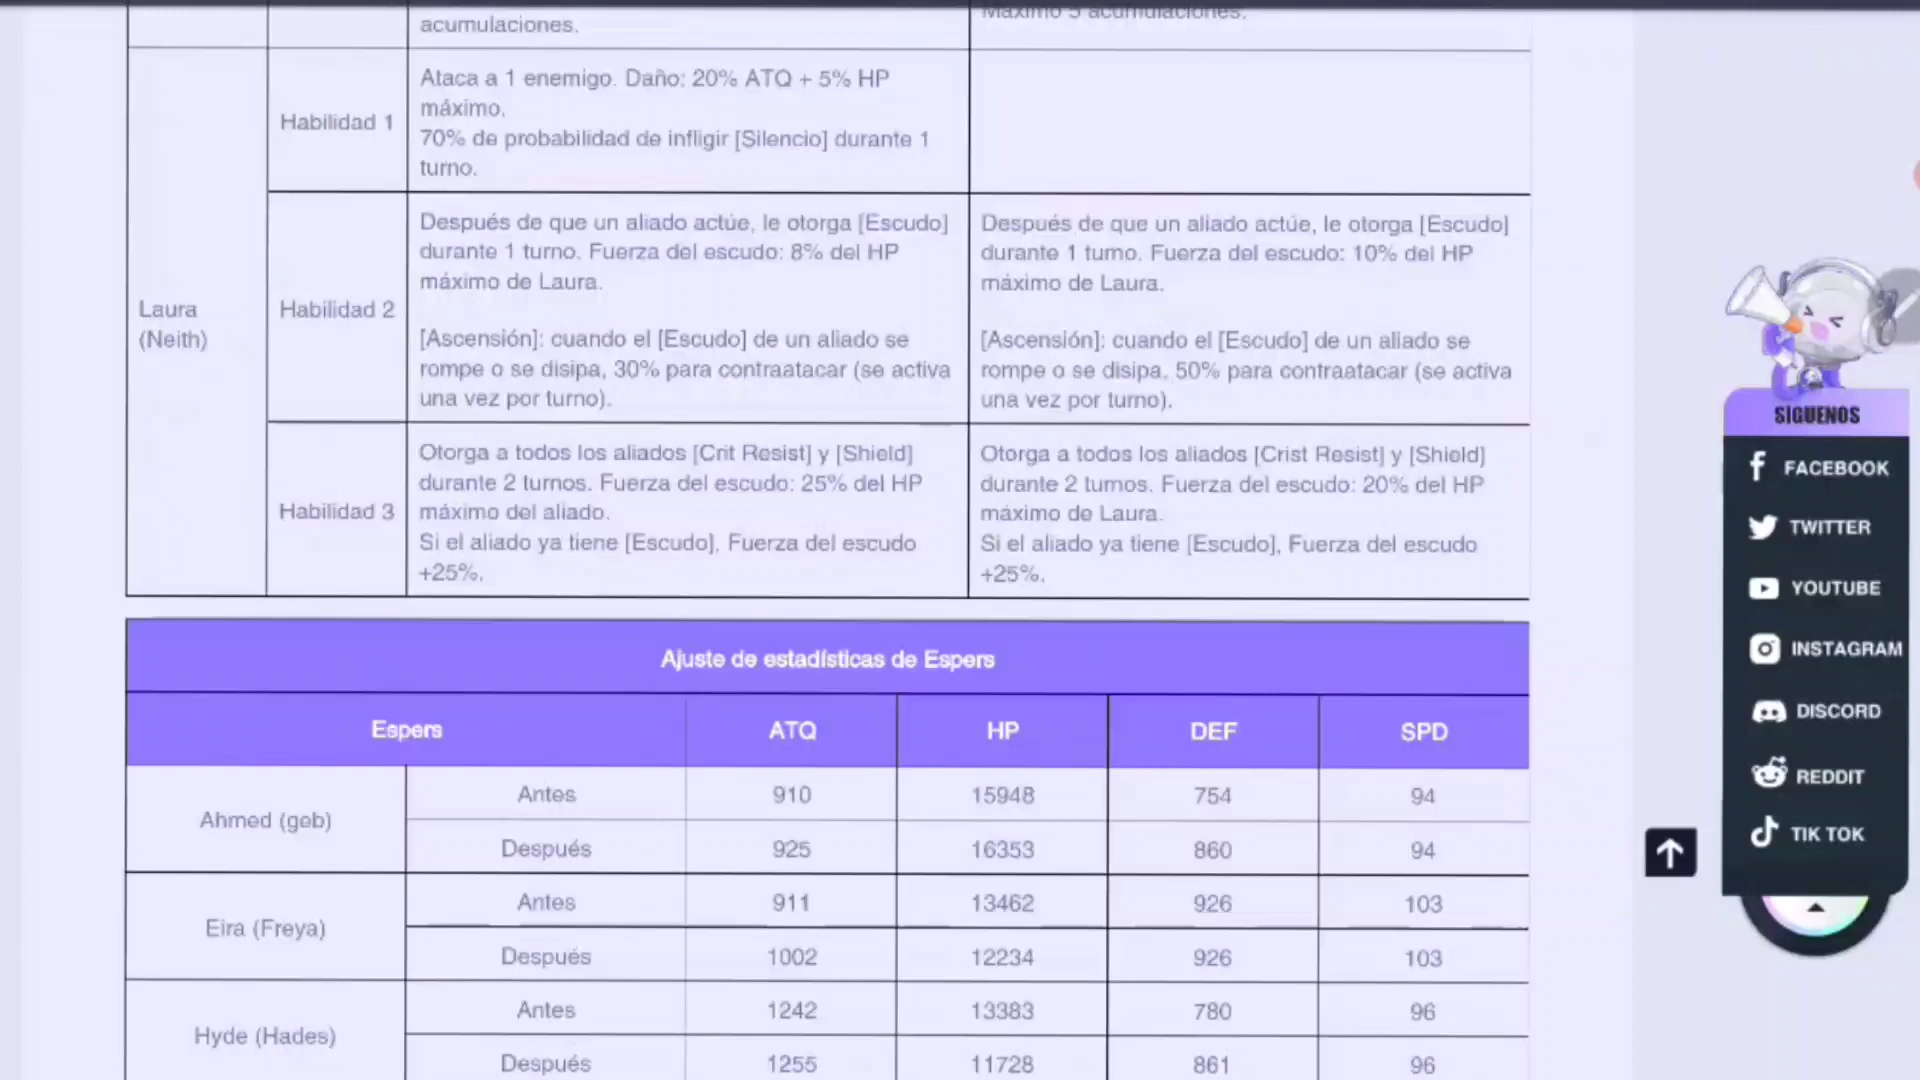 acumulaciones.
Máximo 5 acumulaciones.
Laura
(Neith)
Habilidad 1
Ataca a 1 enemigo. Daño: 20% ATQ + 5% HP
máximo.
70% de probabilidad de infligir [Silencio] durante 1
turno.
Habilidad 2
Después de que un aliado actúe, le otorga [Escudo]
durante 1 turno. Fuerza del escudo: 8% del HP
máximo de Laura.
[Ascensión]: cuando el [Escudo] de un aliado se
rompe o se disipa, 30% para contraatacar (se activa
una vez por turno).
Después de que un aliado actúe, le otorga [Escudo]
durante 1 turno. Fuerza del escudo: 10% del HP
máximo de Laura.
[Ascensión]: cuando el [Escudo] de un aliado se
rompe o se disipa, 50% para contraatacar (se activa
una vez por turno).
Habilidad 3
Otorga a todos los aliados [Crit Resist] y [Shield]
durante 2 turnos. Fuerza del escudo: 25% del HP
máximo del aliado.
Si el aliado ya tiene [Escudo], Fuerza del escudo
+25%.
Otorga a todos los aliados [Crist Resist] y [Shield]
durante 2 turnos. Fuerza del escudo: 20% del HP
máximo de Laura.
Si el aliado ya tiene [Escudo], Fuerza del escudo
+25%.
Ajuste de estadísticas de Espers
Espers ATQ HP DEF SPD
Ahmed (geb)
Antes 910 15948 754 94
Después 925 16353 860 94
Eira (Freya)
Antes 911 13462 926 103
Después 1002 12234 926 103
Hyde (Hades)
Antes 1242 13383 780 96
Después 1255 11728 861 96
SÍGUENOS
FACEBOOK
TWITTER
YOUTUBE
INSTAGRAM
DISCORD
REDDIT
TIK TOK